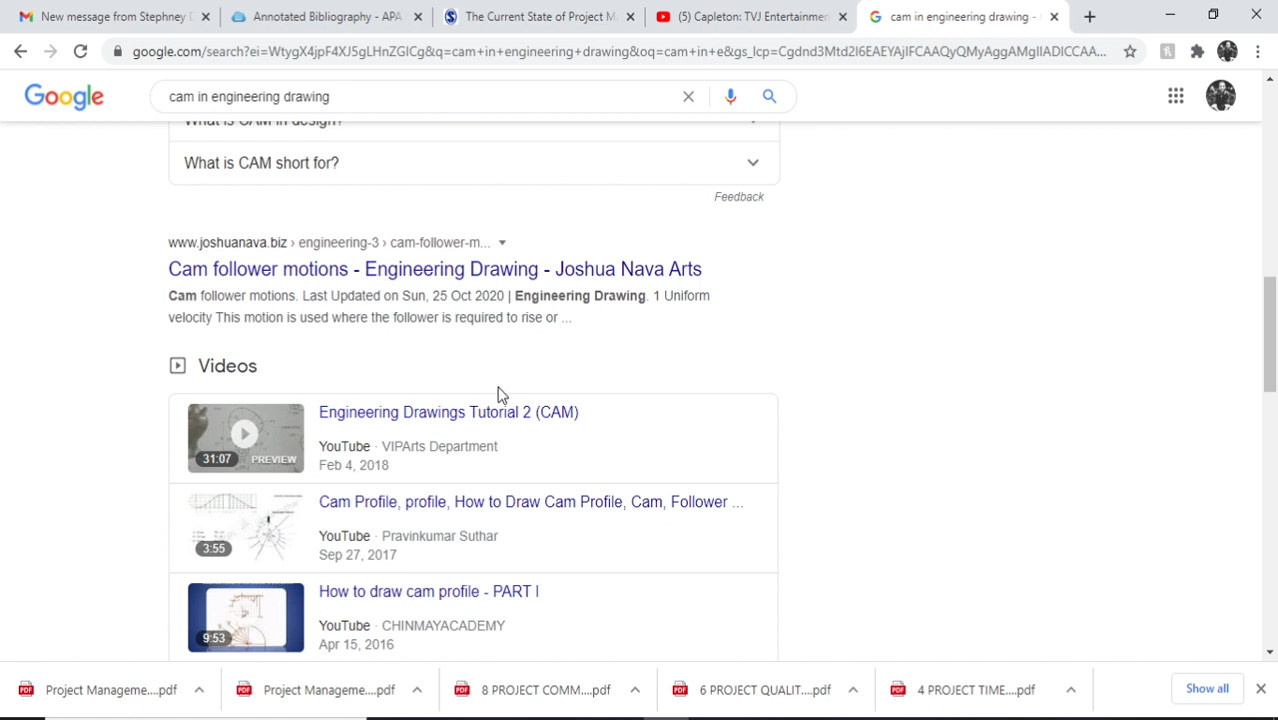 New message from Stephney D
Annotated Bibliography - APA
The Current State of Project M
(5) Capleton: TVJ Entertainmen
cam in engineering drawing - G
google.com/search?ei=WtygX4jpF4XJ5gLHnZGICg&q=cam+in+engineering+drawing&oq=cam+in+e&gs_lcp=Cgdnd3Mtd2l6EAEYAjIFCAAQyQMyAggAMgIIADICCAA...
Google
cam in engineering drawing
What is CAM in design?
What is CAM short for?
Feedback
www.joshuanava.biz › engineering-3 › cam-follower-m...
Cam follower motions - Engineering Drawing - Joshua Nava Arts
Cam follower motions. Last Updated on Sun, 25 Oct 2020 | Engineering Drawing. 1 Uniform
velocity This motion is used where the follower is required to rise or ...
Videos
31:07
PREVIEW
Engineering Drawings Tutorial 2 (CAM)
YouTube · VIPArts Department
Feb 4, 2018
3:55
Cam Profile, profile, How to Draw Cam Profile, Cam, Follower ...
YouTube · Pravinkumar Suthar
Sep 27, 2017
9:53
How to draw cam profile - PART I
YouTube · CHINMAYACADEMY
Apr 15, 2016
Project Manageme....pdf
Project Manageme....pdf
8 PROJECT COMM....pdf
6 PROJECT QUALIT....pdf
4 PROJECT TIME....pdf
Show all